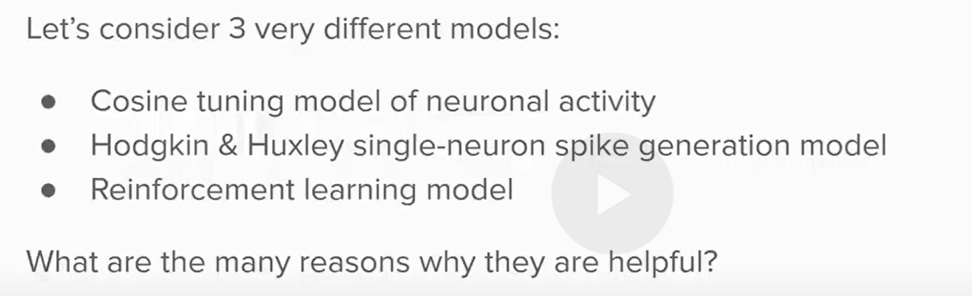 Let's consider 3 very different models:
● Cosine tuning model of neuronal activity
● Hodgkin & Huxley single-neuron spike generation model
● Reinforcement learning model
What are the many reasons why they are helpful?